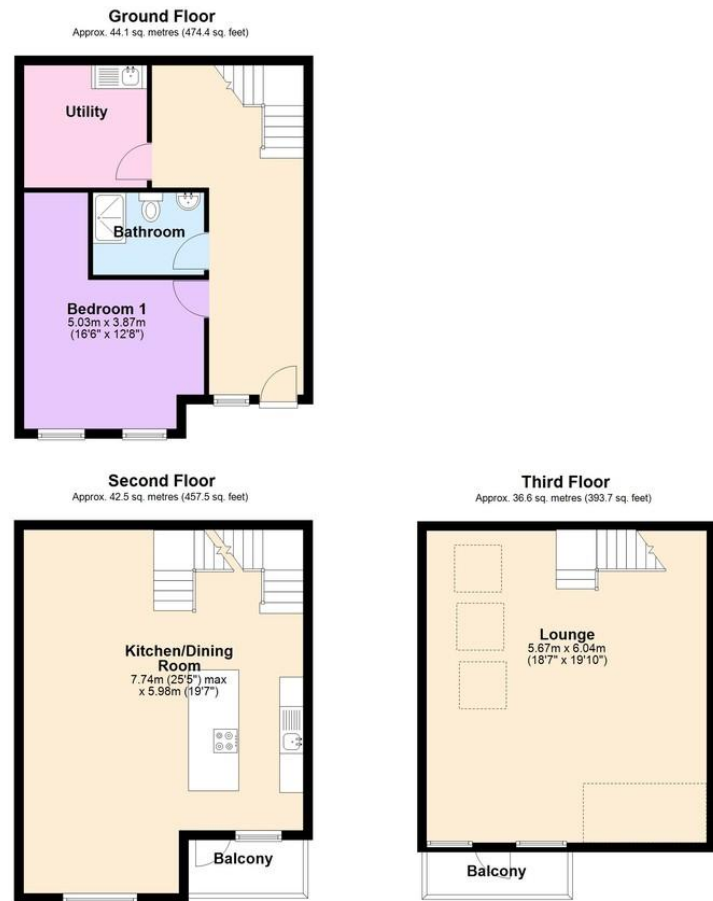 Ground Floor
Approx. 44.1 sq. metres (474.4 sq. feet)
Utility
Bathroom
Bedroom 1
5.03m x 3.87m
(16'6" x 12'8")
Second Floor
Approx. 42.5 sq. metres (457.5 sq. feet)
Kitchen/Dining
Room
7.74m (25'5") max
x 5.98m (19'7")
Balcony
Third Floor
Approx. 36.6 sq. metres (393.7 sq. feet)
Lounge
5.67m x 6.04m
(18'7" x 19'10")
Balcony